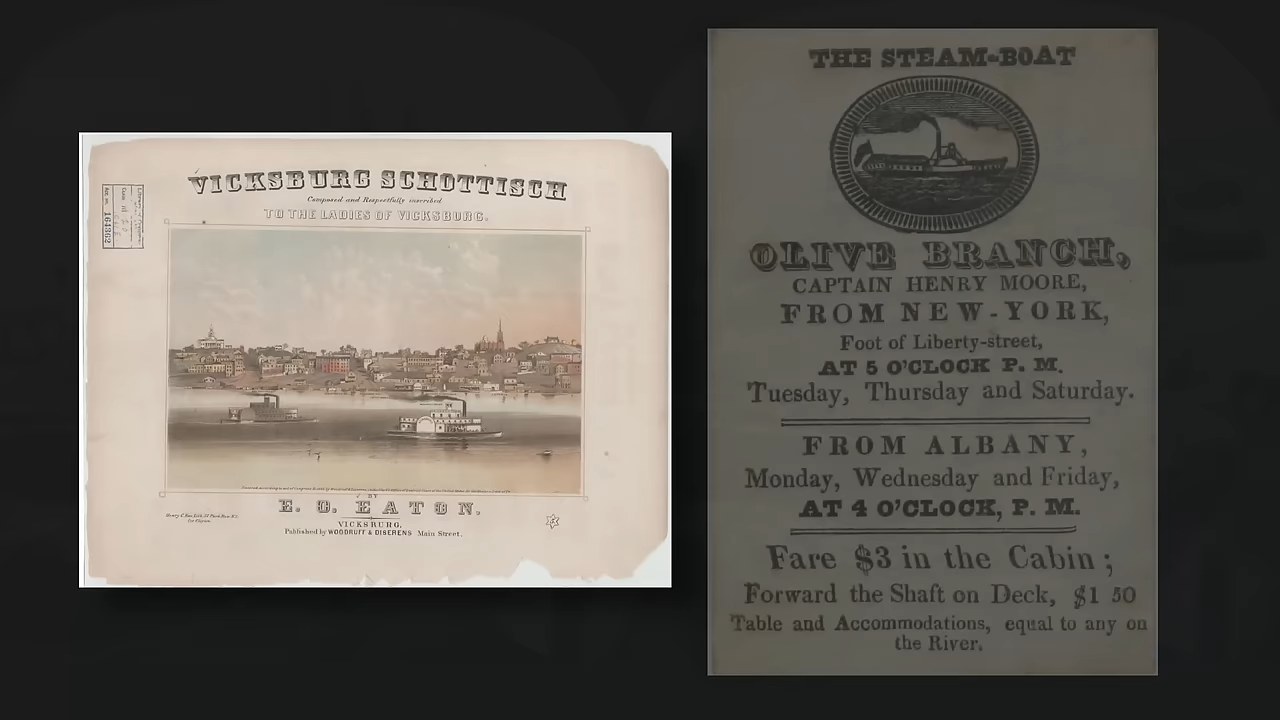 VICKSBURG SCHOTTISCH
Composed and Respectfully inscribed
TO THE LADIES OF VICKSBURG.
164362
BY
E. O. EATON.
VICKSBURG,
Published by WOODRUFF & DISERENS Main Street.
THE STEAM-BOAT
OLIVE BRANCH,
CAPTAIN HENRY MOORE,
FROM NEW-YORK,
Foot of Liberty-street,
AT 5 O'CLOCK P. M.
Tuesday, Thursday and Saturday.
FROM ALBANY,
Monday, Wednesday and Friday,
AT 4 O'CLOCK, P. M.
Fare $3 in the Cabin;
Forward the Shaft on Deck, $1 50
Table and Accommodations, equal to any on
the River.